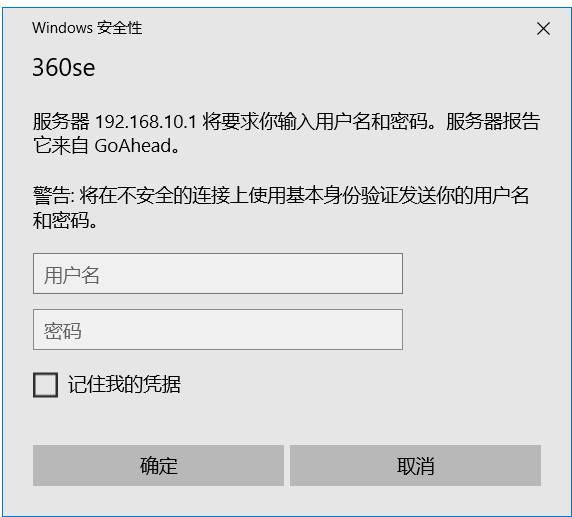 Windows 安全性
360se
服务器 192.168.10.1 将要求你输入用户名和密码。服务器报告
它来自 GoAhead。
警告: 将在不安全的连接上使用基本身份验证发送你的用户名
和密码。
用户名
密码
记住我的凭据
确定
取消